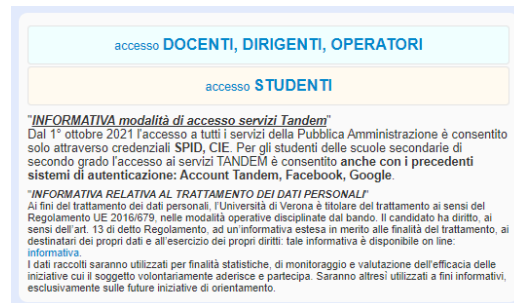 accesso DOCENTI, DIRIGENTI, OPERATORI
accesso STUDENTI
"INFORMATIVA modalità di accesso servizi Tandem"
Dal 1° ottobre 2021 l'accesso a tutti i servizi della Pubblica Amministrazione è consentito
solo attraverso credenziali SPID, CIE. Per gli studenti delle scuole secondarie di
secondo grado l'accesso ai servizi TANDEM è consentito anche con i precedenti
sistemi di autenticazione: Account Tandem, Facebook, Google.
"INFORMATIVA RELATIVA AL TRATTAMENTO DEI DATI PERSONALI"
Ai fini del trattamento dei dati personali, l'Università di Verona è titolare del trattamento ai sensi del
Regolamento UE 2016/679, nelle modalità operative disciplinate dal bando. Il candidato ha diritto, ai
sensi dell'art. 13 di detto Regolamento, ad un'informativa estesa in merito alle finalità del trattamento, ai
destinatari dei propri dati e all'esercizio dei propri diritti: tale informativa è disponibile on line:
informativa.
I dati raccolti saranno utilizzati per finalità statistiche, di monitoraggio e valutazione dell'efficacia delle
iniziative cui il soggetto volontariamente aderisce e partecipa. Saranno altresì utilizzati a fini informativi,
esclusivamente sulle future iniziative di orientamento.